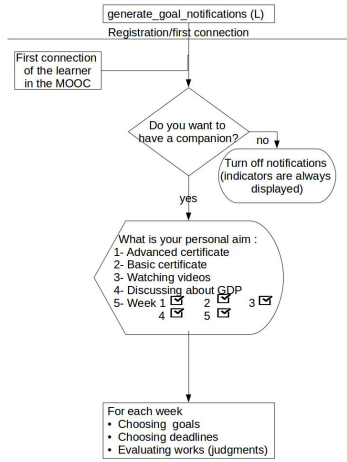 generate_goal_notifications (L)
Registration/first connection
First connection
of the learner
in the MOOC
Do you want to
have a companion?
no
Turn off notifications
(indicators are always
displayed)
yes
What is your personal aim :
1- Advanced certificate
2- Basic certificate
3- Watching videos
4- Discussing about GDP
5- Week 1 ☑ 2 ☑ 3 ☑
4 ☑ 5 ☑
For each week
• Choosing goals
• Choosing deadlines
• Evaluating works (judgments)